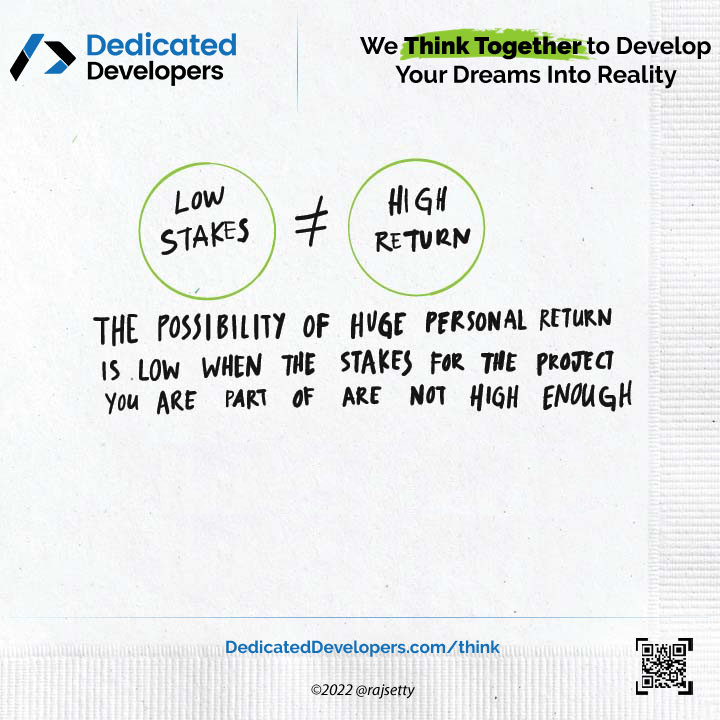 Dedicated
Developers
We Think Together to Develop
Your Dreams Into Reality
LOW
STAKES
≠
HIGH
RETURN
THE POSSIBILITY OF HUGE PERSONAL RETURN
IS LOW WHEN THE STAKES FOR THE PROJECT
YOU ARE PART OF ARE NOT HIGH ENOUGH
DedicatedDevelopers.com/think
©2022 @rajsetty